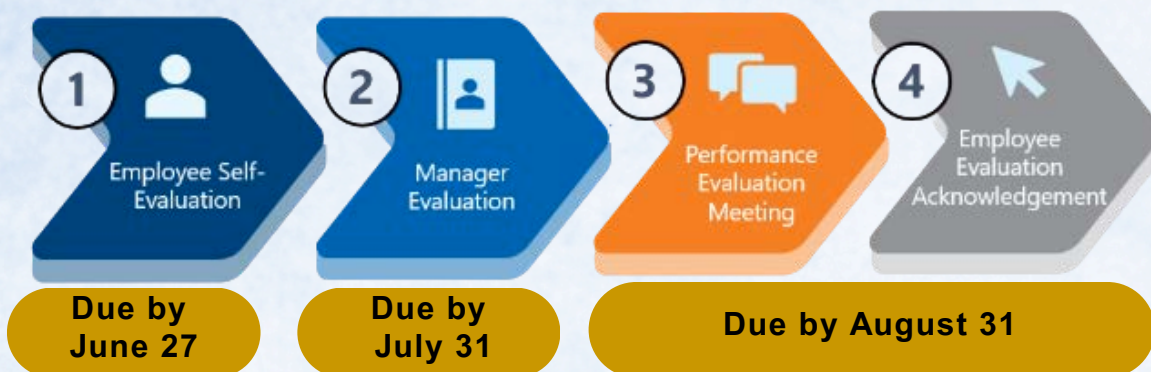 1
Employee Self-
Evaluation
2
Manager
Evaluation
3
Performance
Evaluation
Meeting
4
Employee
Evaluation
Acknowledgement
Due by
June 27
Due by
July 31
Due by August 31